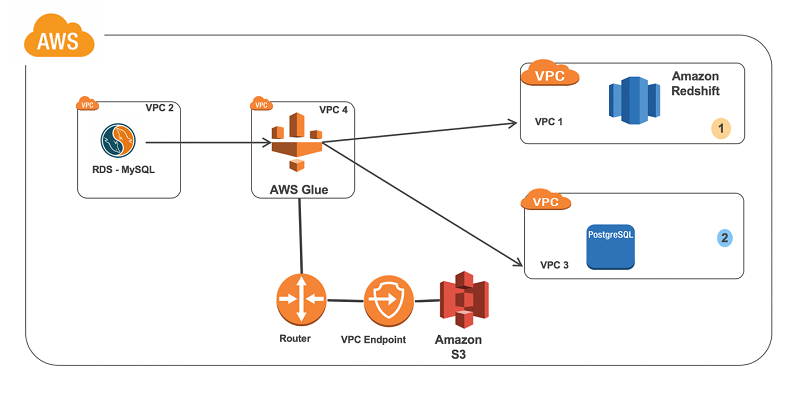 AWS
VPC
VPC 2
RDS - MySQL
VPC
VPC 4
AWS Glue
VPC
Amazon
Redshift
VPC 1
1
VPC
PostgreSQL
2
VPC 3
Router
VPC Endpoint
Amazon
S3